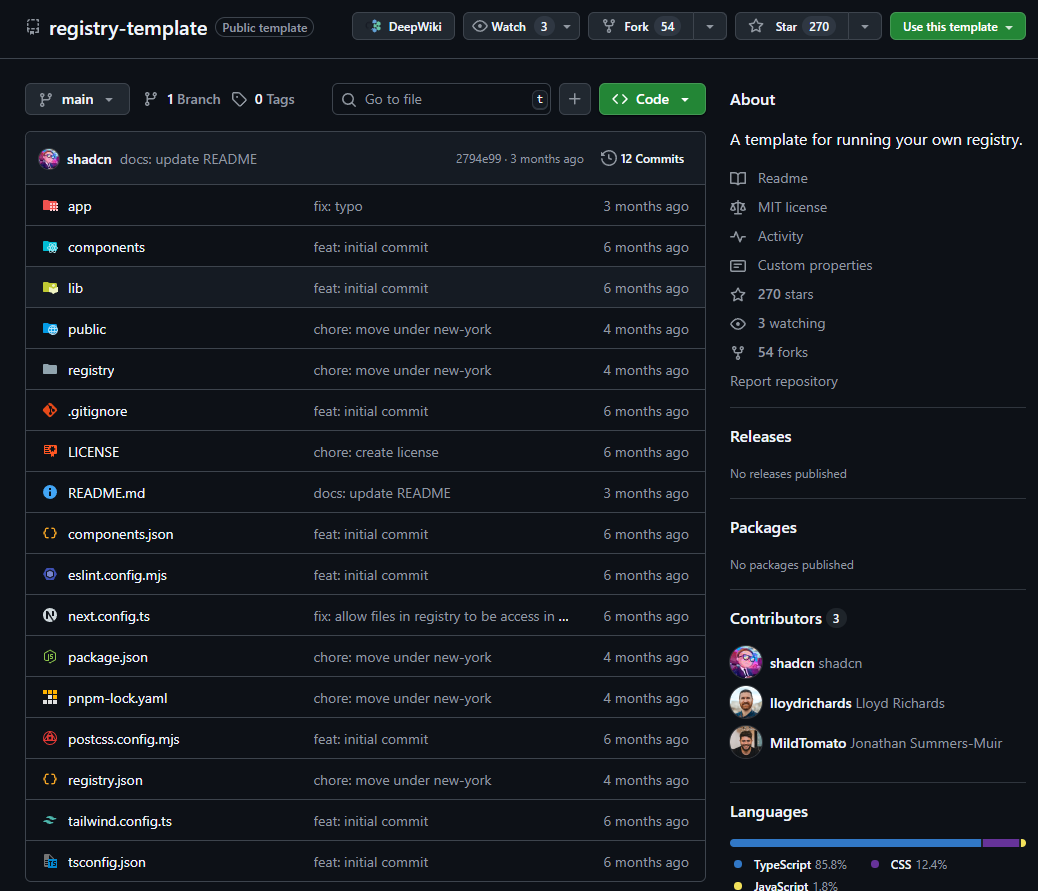 registry-template Public template DeepWiki Watch 3 Fork 54 Star 270 Use this template
main 1 Branch 0 Tags Go to file t Code
shadcn docs: update README 2794e99 · 3 months ago 12 Commits
app fix: typo 3 months ago
components feat: initial commit 6 months ago
lib feat: initial commit 6 months ago
public chore: move under new-york 4 months ago
registry chore: move under new-york 4 months ago
.gitignore feat: initial commit 6 months ago
LICENSE chore: create license 6 months ago
README.md docs: update README 3 months ago
components.json feat: initial commit 6 months ago
eslint.config.mjs feat: initial commit 6 months ago
next.config.ts fix: allow files in registry to be access in ... 6 months ago
package.json chore: move under new-york 4 months ago
pnpm-lock.yaml chore: move under new-york 4 months ago
postcss.config.mjs feat: initial commit 6 months ago
registry.json chore: move under new-york 4 months ago
tailwind.config.ts feat: initial commit 6 months ago
tsconfig.json feat: initial commit 6 months ago
About
A template for running your own registry.
Readme
MIT license
Activity
Custom properties
270 stars
3 watching
54 forks
Report repository
Releases
No releases published
Packages
No packages published
Contributors 3
shadcn shadcn
lloydrichards Lloyd Richards
MildTomato Jonathan Summers-Muir
Languages
TypeScript 85.8% CSS 12.4%
JavaScript 1.8%